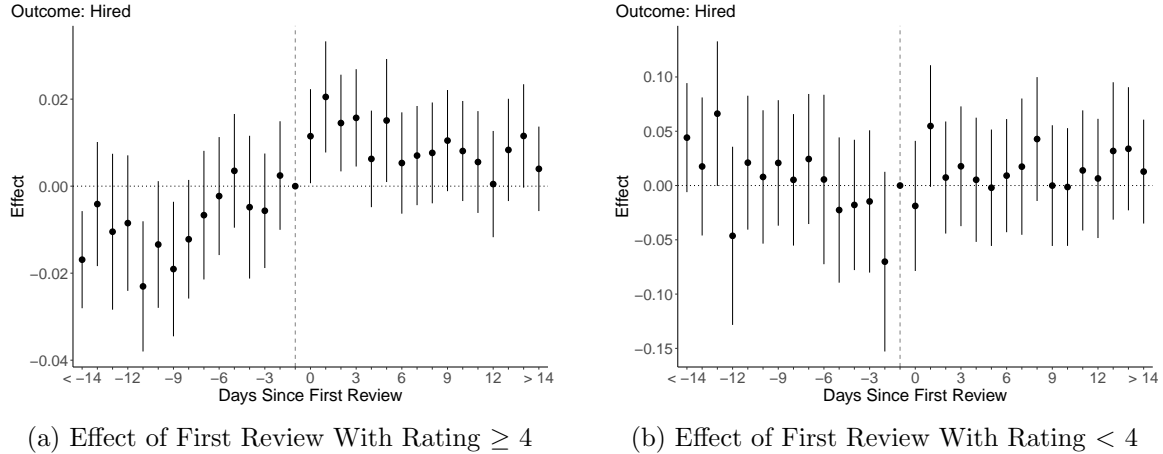 Outcome: Hired
0.02
0.00
−0.02
−0.04
Effect
< −14 −12 −9 −6 −3 0 3 6 9 12 > 14
Days Since First Review
(a) Effect of First Review With Rating ≥ 4
Outcome: Hired
0.10
0.05
0.00
−0.05
−0.10
−0.15
Effect
< −14 −12 −9 −6 −3 0 3 6 9 12 > 14
Days Since First Review
(b) Effect of First Review With Rating < 4